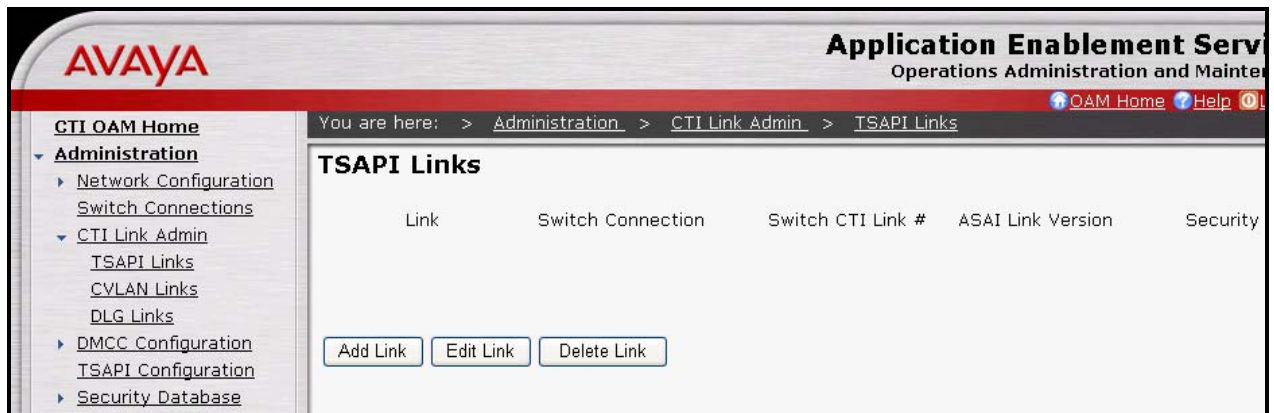 AVAYA
Application Enablement Servi
Operations Administration and Mainte
OAM Home Help
CTI OAM Home
Administration
Network Configuration
Switch Connections
CTI Link Admin
TSAPI Links
CVLAN Links
DLG Links
DMCC Configuration
TSAPI Configuration
Security Database
You are here: > Administration > CTI Link Admin > TSAPI Links
TSAPI Links
Link Switch Connection Switch CTI Link # ASAI Link Version Security
Add Link Edit Link Delete Link